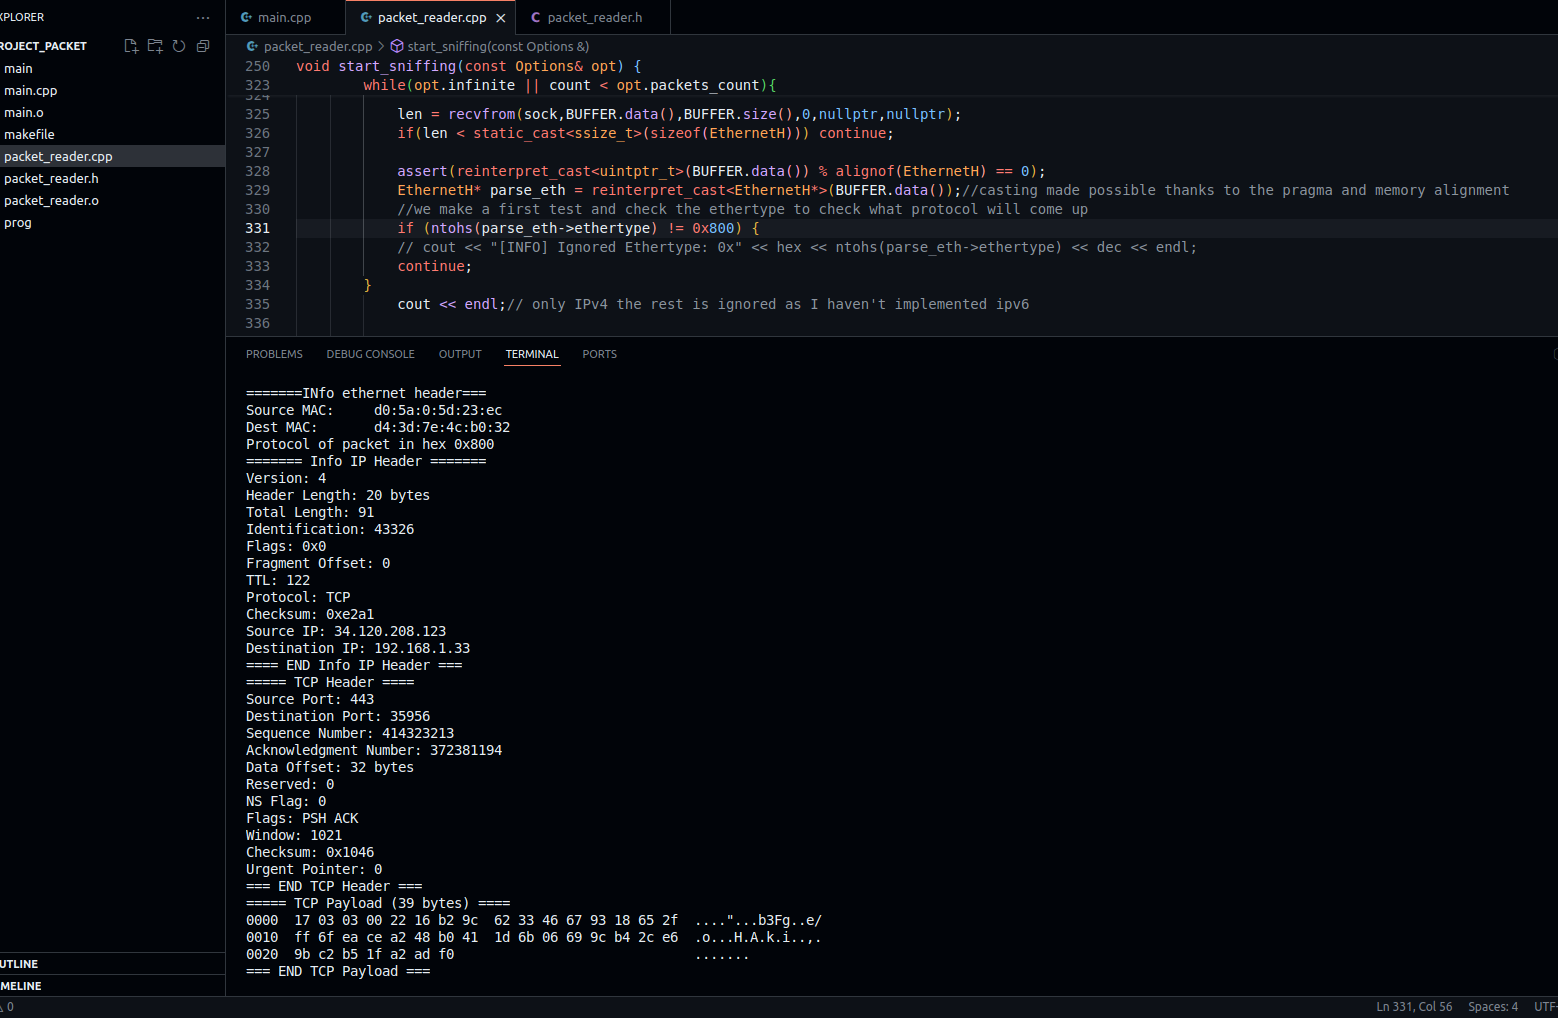 XPLORER ...
main.cpp packet_reader.cpp × C packet_reader.h
ROJECT_PACKET
main
main.cpp
main.o
makefile
packet_reader.cpp
packet_reader.h
packet_reader.o
prog
packet_reader.cpp > start_sniffing(const Options &)
250 void start_sniffing(const Options& opt) {
323 while(opt.infinite || count < opt.packets_count){
324
325 len = recvfrom(sock,BUFFER.data(),BUFFER.size(),0,nullptr,nullptr);
326 if(len < static_cast<ssize_t>(sizeof(EthernetH))) continue;
327
328 assert(reinterpret_cast<uintptr_t>(BUFFER.data()) % alignof(EthernetH) == 0);
329 EthernetH* parse_eth = reinterpret_cast<EthernetH*>(BUFFER.data());//casting made possible thanks to the pragma and memory alignment
330 //we make a first test and check the ethertype to check what protocol will come up
331 if (ntohs(parse_eth->ethertype) != 0x800) {
332 // cout << "[INFO] Ignored Ethertype: 0x" << hex << ntohs(parse_eth->ethertype) << dec << endl;
333 continue;
334 }
335 cout << endl;// only IPv4 the rest is ignored as I haven't implemented ipv6
336
PROBLEMS DEBUG CONSOLE OUTPUT TERMINAL PORTS
=======INfo ethernet header===
Source MAC: d0:5a:0:5d:23:ec
Dest MAC: d4:3d:7e:4c:b0:32
Protocol of packet in hex 0x800
======= Info IP Header =======
Version: 4
Header Length: 20 bytes
Total Length: 91
Identification: 43326
Flags: 0x0
Fragment Offset: 0
TTL: 122
Protocol: TCP
Checksum: 0xe2a1
Source IP: 34.120.208.123
Destination IP: 192.168.1.33
==== END Info IP Header ===
===== TCP Header ====
Source Port: 443
Destination Port: 35956
Sequence Number: 414323213
Acknowledgment Number: 372381194
Data Offset: 32 bytes
Reserved: 0
NS Flag: 0
Flags: PSH ACK
Window: 1021
Checksum: 0x1046
Urgent Pointer: 0
=== END TCP Header ===
===== TCP Payload (39 bytes) ====
0000 17 03 03 00 22 16 b2 9c 62 33 46 67 93 18 65 2f ...."...b3Fg..e/
0010 ff 6f ea ce a2 48 b0 41 1d 6b 06 69 9c b4 2c e6 .o...H.A.k.i..,.
0020 9b c2 b5 1f a2 ad f0 .......
=== END TCP Payload ===
UTLINE
MELINE
0 Ln 331, Col 56 Spaces: 4 UTF-